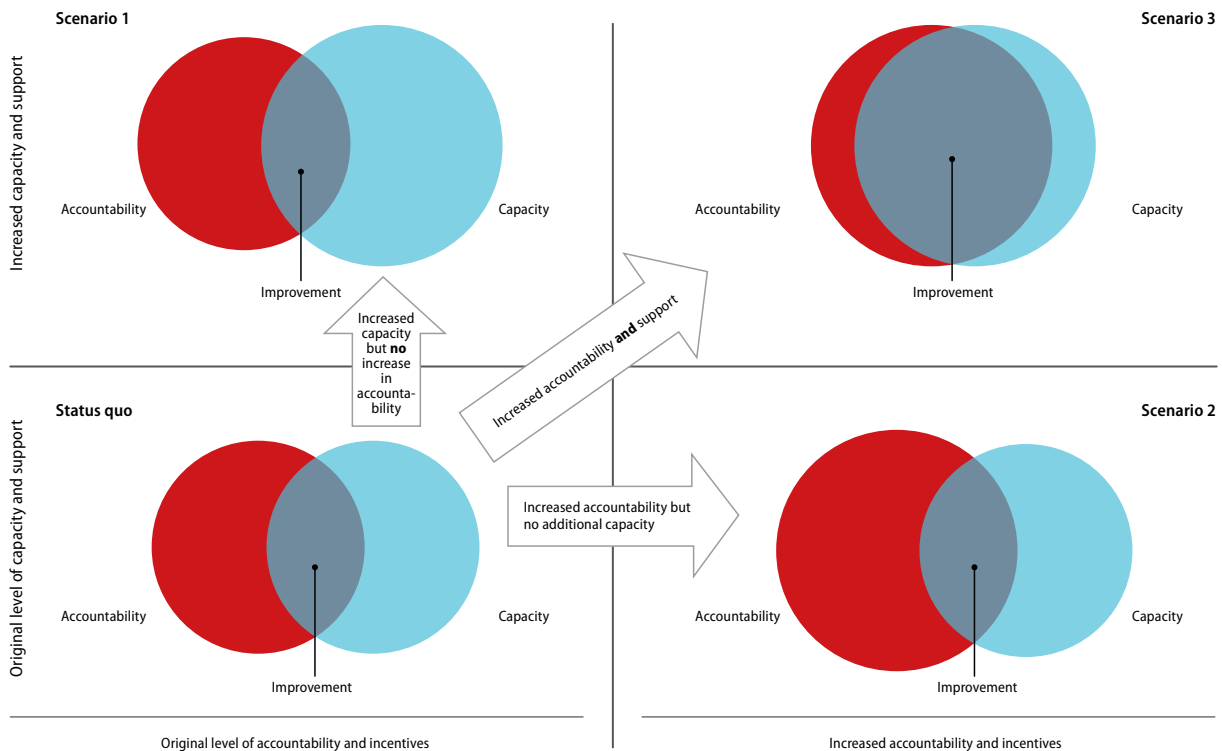 Scenario 1
Accountability
Capacity
Improvement
Increased capacity and support
Scenario 3
Accountability
Capacity
Improvement
Increased
capacity
but no
increase
in
accounta-
bility
Increased accountability and support
Status quo
Accountability
Capacity
Improvement
Original level of capacity and support
Increased accountability but
no additional capacity
Scenario 2
Accountability
Capacity
Improvement
Original level of accountability and incentives
Increased accountability and incentives